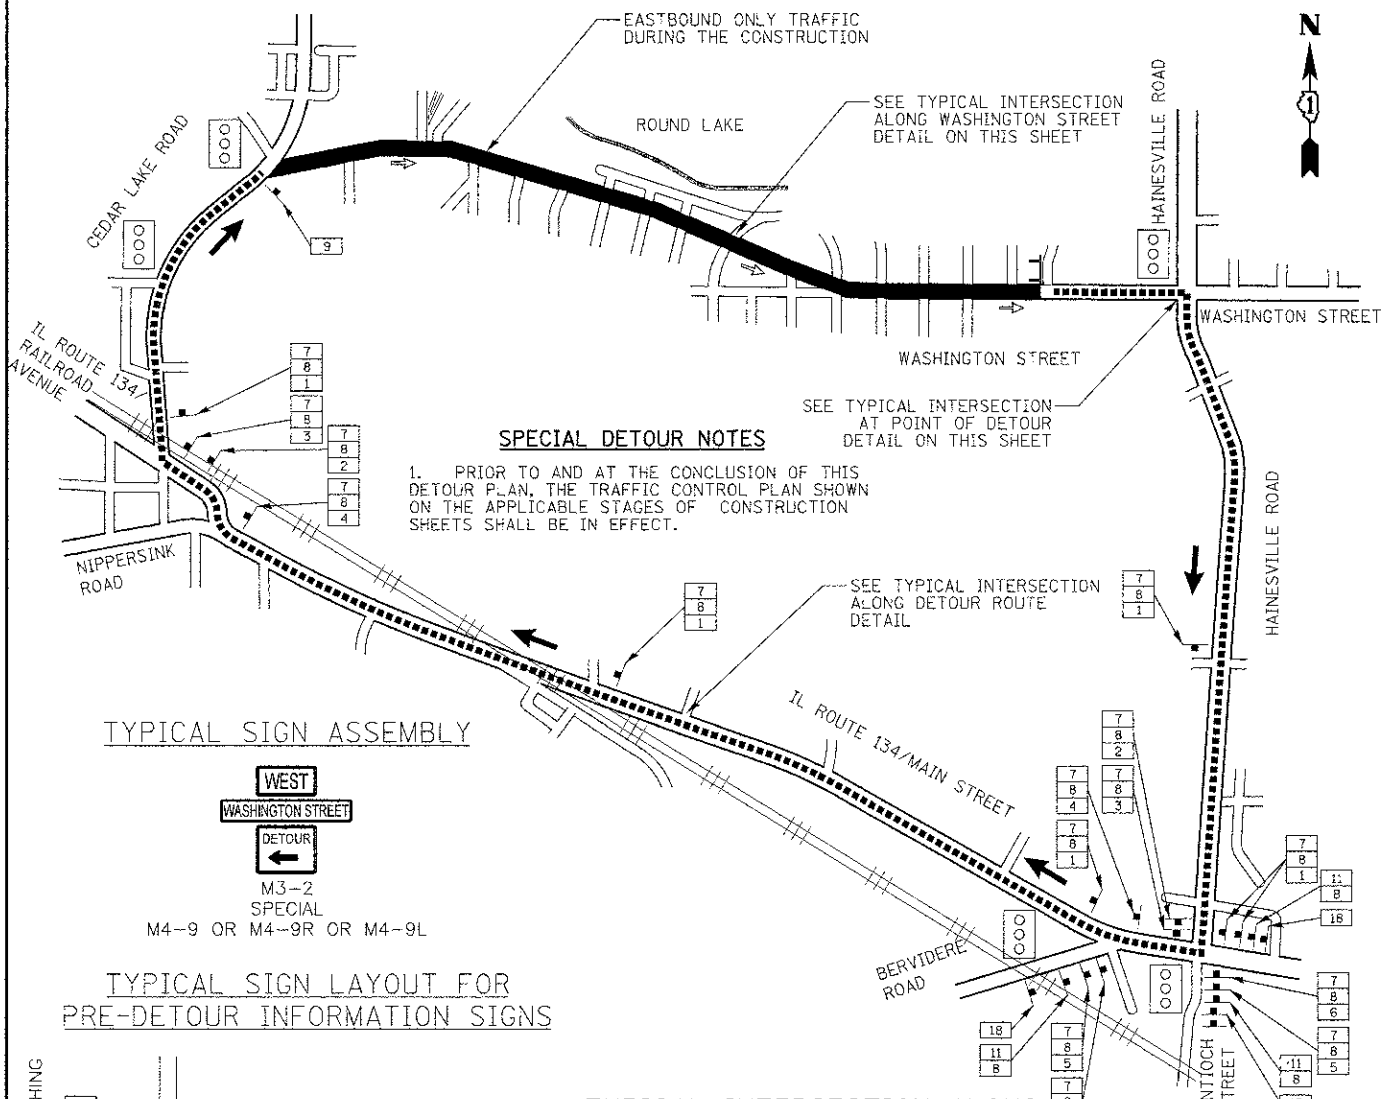 EASTBOUND ONLY TRAFFIC
DURING THE CONSTRUCTION
N
1
SEE TYPICAL INTERSECTION
ALONG WASHINGTON STREET
DETAIL ON THIS SHEET
ROUND LAKE
HAINESVILLE ROAD
CEDAR LAKE ROAD
9
WASHINGTON STREET
WASHINGTON STREET
IL ROUTE 134/
RAILROAD
AVENUE
7
8
1
7
8
3
7
8
2
7
8
4
SEE TYPICAL INTERSECTION
AT POINT OF DETOUR
DETAIL ON THIS SHEET
SPECIAL DETOUR NOTES
1. PRIOR TO AND AT THE CONCLUSION OF THIS
DETOUR PLAN, THE TRAFFIC CONTROL PLAN SHOWN
ON THE APPLICABLE STAGES OF CONSTRUCTION
SHEETS SHALL BE IN EFFECT.
HAINESVILLE ROAD
NIPPERSINK
ROAD
7
8
1
SEE TYPICAL INTERSECTION
ALONG DETOUR ROUTE
DETAIL
7
8
1
IL ROUTE 134/MAIN STREET
TYPICAL SIGN ASSEMBLY
WEST
WASHINGTON STREET
DETOUR
M3-2
SPECIAL
M4-9 OR M4-9R OR M4-9L
7
8
2
7
8
4
7
8
3
7
8
1
7
8
1
11
8
18
BERVIDERE
ROAD
TYPICAL SIGN LAYOUT FOR
PRE-DETOUR INFORMATION SIGNS
18
11
8
7
8
5
7
7
8
6
7
8
5
11
8
NTIOCH
TREET
HING